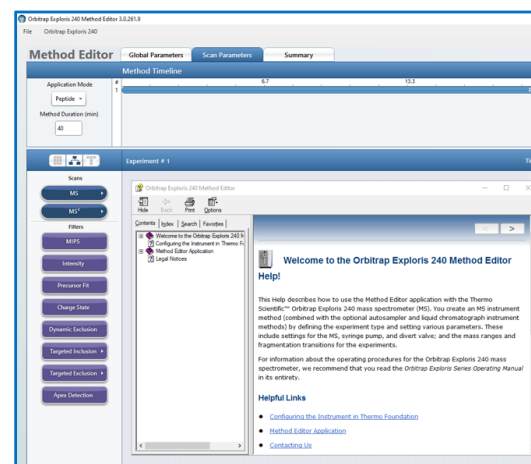 Orbitrap Exploris 240 Method Editor 3.0.261.9
File Orbitrap Exploris 240
Method Editor
Global Parameters Scan Parameters Summary
Method Timeline
Application Mode
Peptide
Method Duration (min)
40
# 6.7 13.3
1
Experiment # 1
Scans
MS
Filters
MIPS
Intensity
Precursor Fit
Charge State
Dynamic Exclusion
Targeted Inclusion
Targeted Exclusion
Apex Detection
Orbitrap Exploris 240 Method Editor
Hide Back Print Options
Contents Index Search Favorites
Welcome to the Orbitrap Exploris 240 M
Configuring the Instrument in Thermo Fo
Method Editor Application
Legal Notices
< >
Welcome to the Orbitrap Exploris 240 Method Editor
Help!
This Help describes how to use the Method Editor application with the Thermo
Scientific™ Orbitrap Exploris 240 mass spectrometer (MS). You create an MS instrument
method (combined with the optional autosampler and liquid chromatograph instrument
methods) by defining the experiment type and setting various parameters. These
include settings for the MS, syringe pump, and divert valve; and the mass ranges and
fragmentation transitions for the experiments.
For information about the operating procedures for the Orbitrap Exploris 240 mass
spectrometer, we recommend that you read the Orbitrap Exploris Series Operating Manual
in its entirety.
Helpful Links
Configuring the Instrument in Thermo Foundation
Method Editor Application
Contacting Us